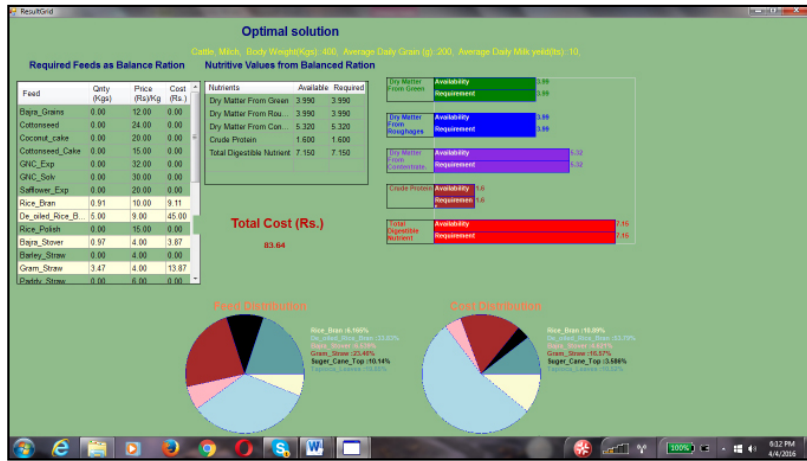 ResultGrid
Optimal solution
Cattle, Milch, Body Weight(Kgs): 400, Average Daily Grain (g): 200, Average Daily Milk yeild(lts): 10,
Required Feeds as Balance Ration
Nutritive Values from Balanced Ration
Feed Qnty (Kgs) Price (Rs)/Kg Cost (Rs.)
Bajra_Grains 0.00 12.00 0.00
Cottonseed 0.00 24.00 0.00
Coconut_cake 0.00 20.00 0.00
Cottonseed_Cake 0.00 15.00 0.00
GNC_Exp 0.00 32.00 0.00
GNC_Solv 0.00 30.00 0.00
Safflower_Exp 0.00 20.00 0.00
Rice_Bran 0.91 10.00 9.11
De_oiled_Rice_B... 5.00 9.00 45.00
Rice_Polish 0.00 15.00 0.00
Bajra_Stover 0.97 4.00 3.87
Barley_Straw 0.00 4.00 0.00
Gram_Straw 3.47 4.00 13.87
Paddy_Straw 0.00 6.00 0.00
Nutrients Available Required
Dry Matter From Green 3.990 3.990
Dry Matter From Rou... 3.990 3.990
Dry Matter From Con... 5.320 5.320
Crude Protein 1.600 1.600
Total Digestible Nutrient 7.150 7.150
Total Cost (Rs.)
83.64
Dry Matter From Green Availability 3.99
Requirement 3.99
Dry Matter From Roughages Availability 3.99
Requirement 3.99
Dry Matter From Concentrate Availability 5.32
Requirement 5.32
Crude Protein Availability 1.6
Requiremen 1.6
Total Digestible Nutrient Availability 7.15
Requirement 7.15
Feed Distribution
Rice_Bran
Gram_Straw :23.46%
Suger_Cane_Top :10.14%
Cost Distribution
Rice_Bran
Gram_Straw :16.57%
Suger_Cane_Top :3.586%
100%
6:12 PM
4/4/2016